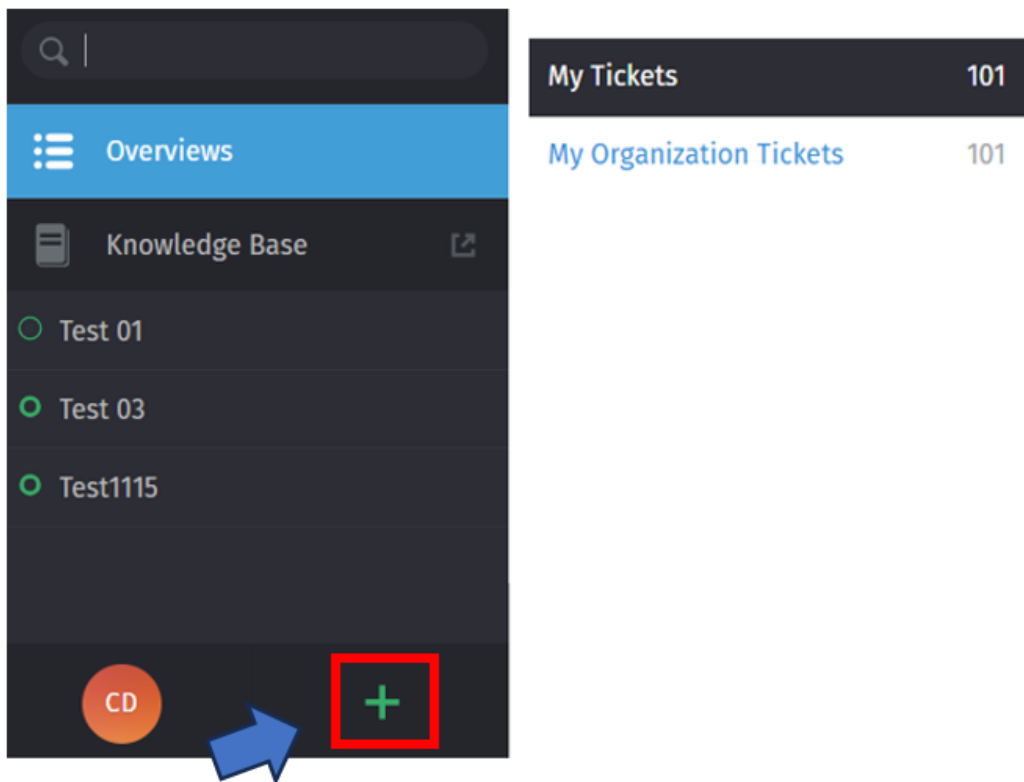 Overviews
Knowledge Base
Test 01
Test 03
Test1115
CD
My Tickets 101
My Organization Tickets 101